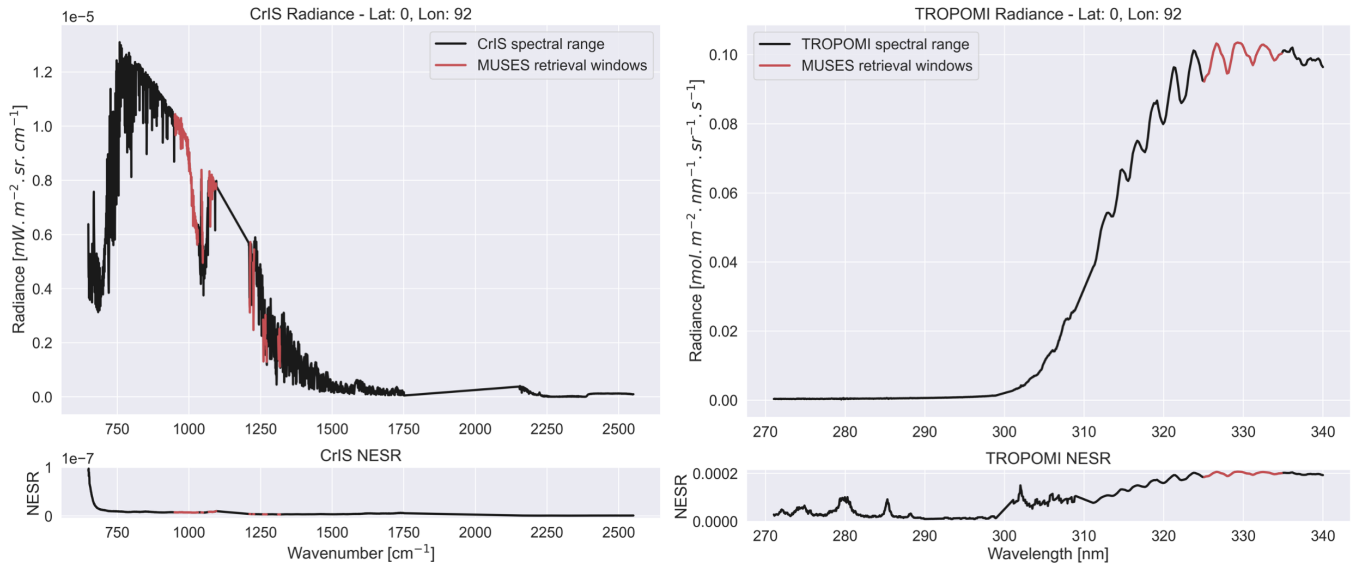 CrIS Radiance - Lat: 0, Lon: 92
1e−5
CrIS spectral range
MUSES retrieval windows
Radiance [mW.m⁻².sr.cm⁻¹]
1.2
1.0
0.8
0.6
0.4
0.2
0.0
750 1000 1250 1500 1750 2000 2250 2500
CrIS NESR
1e−7
NESR
1
0
750 1000 1250 1500 1750 2000 2250 2500
Wavenumber [cm⁻¹]
TROPOMI Radiance - Lat: 0, Lon: 92
TROPOMI spectral range
MUSES retrieval windows
Radiance [mol.m⁻².nm⁻¹.sr⁻¹.s⁻¹]
0.10
0.08
0.06
0.04
0.02
0.00
270 280 290 300 310 320 330 340
TROPOMI NESR
NESR
0.0002
0.0000
270 280 290 300 310 320 330 340
Wavelength [nm]